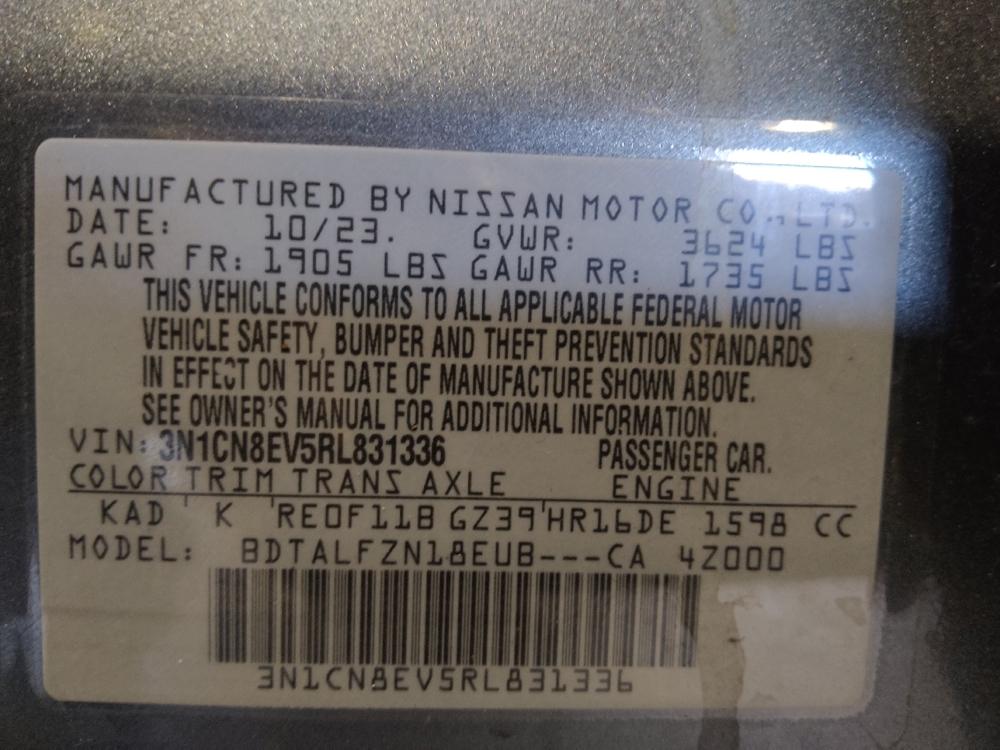 MANUFACTURED BY NISSAN MOTOR CO., LTD.
DATE: 10/23. GVWR: 3624 LBS
GAWR FR: 1905 LBS GAWR RR: 1735 LBS
THIS VEHICLE CONFORMS TO ALL APPLICABLE FEDERAL MOTOR
VEHICLE SAFETY, BUMPER AND THEFT PREVENTION STANDARDS
IN EFFECT ON THE DATE OF MANUFACTURE SHOWN ABOVE.
SEE OWNER'S MANUAL FOR ADDITIONAL INFORMATION.
VIN: 3N1CN8EV5RL831336 PASSENGER CAR.
COLOR TRIM TRANS AXLE ENGINE
KAD K RE0F11B GZ39 HR16DE 1598 CC
MODEL: BDTALFZN18EUB---CA 4Z000
3N1CN8EV5RL831336